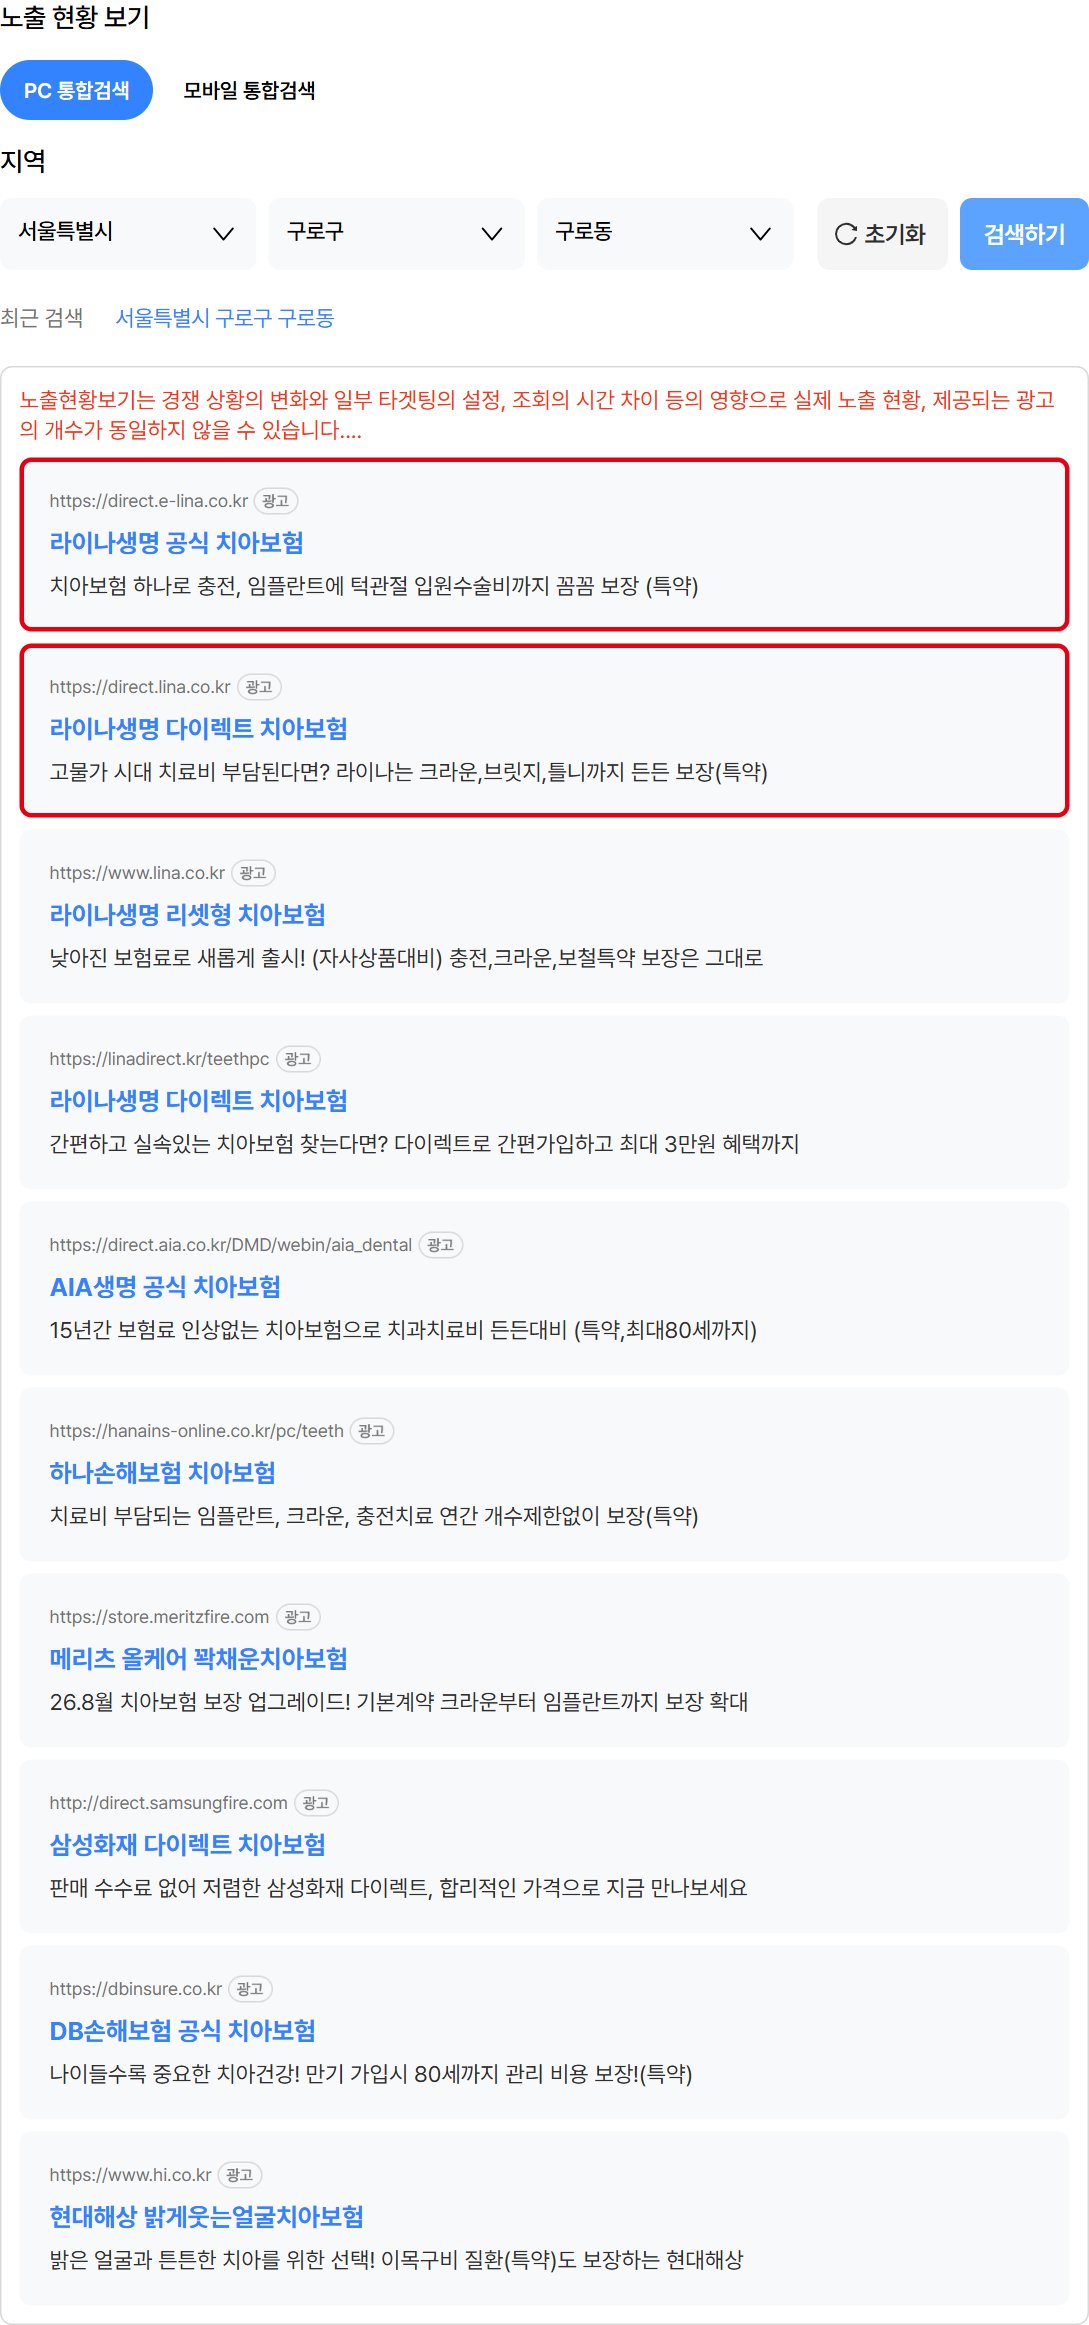 노출 현황 보기
PC 통합검색
모바일 통합검색
지역
서울특별시
구로구
구로동
초기화
검색하기
최근 검색
서울특별시 구로구 구로동
노출현황보기는 경쟁 상황의 변화와 일부 타겟팅의 설정, 조회의 시간 차이 등의 영향으로 실제 노출 현황, 제공되는 광고
의 개수가 동일하지 않을 수 있습니다....
https://direct.e-lina.co.kr 광고
라이나생명 공식 치아보험
치아보험 하나로 충전, 임플란트에 턱관절 입원수술비까지 꼼꼼 보장 (특약)
https://direct.lina.co.kr 광고
라이나생명 다이렉트 치아보험
고물가 시대 치료비 부담된다면? 라이나는 크라운,브릿지,틀니까지 든든 보장(특약)
https://www.lina.co.kr 광고
라이나생명 리셋형 치아보험
낮아진 보험료로 새롭게 출시! (자사상품대비) 충전,크라운,보철특약 보장은 그대로
https://linadirect.kr/teethpc 광고
라이나생명 다이렉트 치아보험
간편하고 실속있는 치아보험 찾는다면? 다이렉트로 간편가입하고 최대 3만원 혜택까지
https://direct.aia.co.kr/DMD/webin/aia_dental 광고
AIA생명 공식 치아보험
15년간 보험료 인상없는 치아보험으로 치과치료비 든든대비 (특약,최대80세까지)
https://hanains-online.co.kr/pc/teeth 광고
하나손해보험 치아보험
치료비 부담되는 임플란트, 크라운, 충전치료 연간 개수제한없이 보장(특약)
https://store.meritzfire.com 광고
메리츠 올케어 꽉채운치아보험
26.8월 치아보험 보장 업그레이드! 기본계약 크라운부터 임플란트까지 보장 확대
http://direct.samsungfire.com 광고
삼성화재 다이렉트 치아보험
판매 수수료 없어 저렴한 삼성화재 다이렉트, 합리적인 가격으로 지금 만나보세요
https://dbinsure.co.kr 광고
DB손해보험 공식 치아보험
나이들수록 중요한 치아건강! 만기 가입시 80세까지 관리 비용 보장!(특약)
https://www.hi.co.kr 광고
현대해상 밝게웃는얼굴치아보험
밝은 얼굴과 튼튼한 치아를 위한 선택! 이목구비 질환(특약)도 보장하는 현대해상